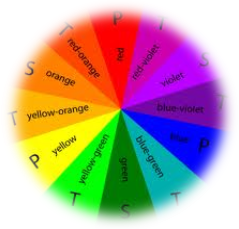 P
red
red-violet
S
violet
T
blue-violet
P
blue
T
blue-green
S
green
T
yellow-green
P
yellow
T
yellow-orange
S
orange
T
red-orange